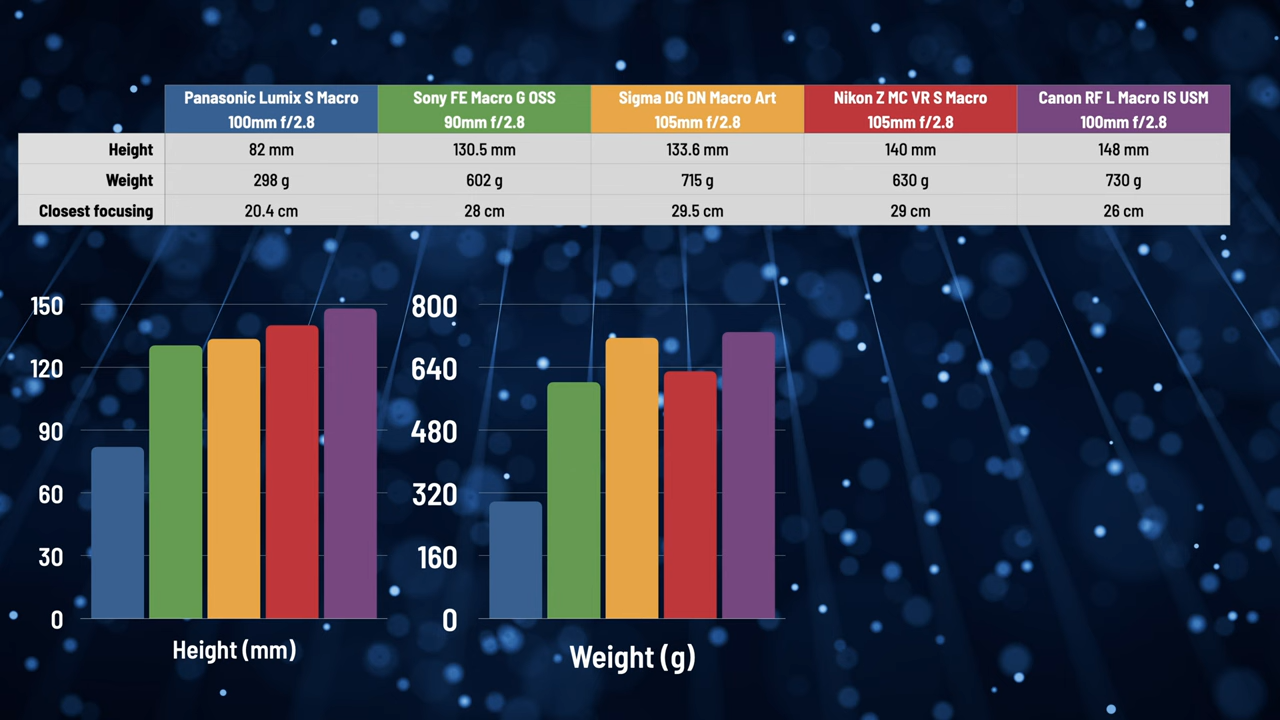 Panasonic Lumix S Macro Sony FE Macro G OSS Sigma DG DN Macro Art Nikon Z MC VR S Macro Canon RF L Macro IS USM
100mm f/2.8 90mm f/2.8 105mm f/2.8 105mm f/2.8 100mm f/2.8
Height 82 mm 130.5 mm 133.6 mm 140 mm 148 mm
Weight 298 g 602 g 715 g 630 g 730 g
Closest focusing 20.4 cm 28 cm 29.5 cm 29 cm 26 cm
150
120
90
60
30
0
Height (mm)
800
640
480
320
160
0
Weight (g)